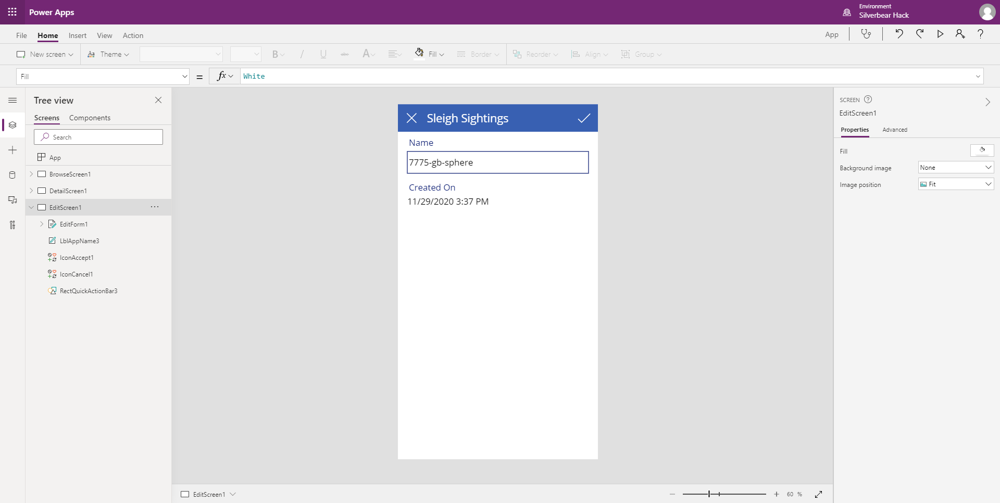 Power Apps
Environment
Silverbear Hack
File Home Insert View Action
App
New screen Theme B / U abc A Fill Border Reorder Align Group
Fill = fx White
Tree view
Screens Components
Search
App
BrowseScreen1
DetailScreen1
EditScreen1 ...
EditForm1
LblAppName3
IconAccept1
IconCancel1
RectQuickActionBar3
Sleigh Sightings
Name
7775-gb-sphere
Created On
11/29/2020 3:37 PM
SCREEN
EditScreen1
Properties Advanced
Fill
Background image None
Image position Fit
EditScreen1
60 %